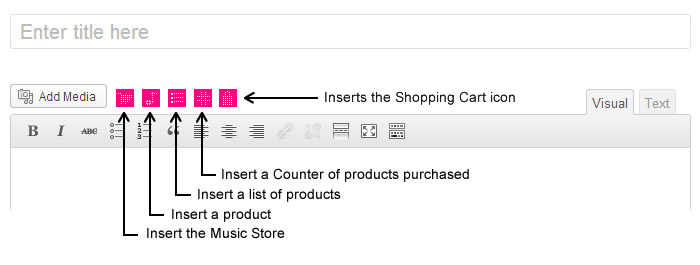 Enter title here
Add Media
Inserts the Shopping Cart icon
Visual
Text
B I ABC
Insert a Counter of products purchased
Insert a list of products
Insert a product
Insert the Music Store